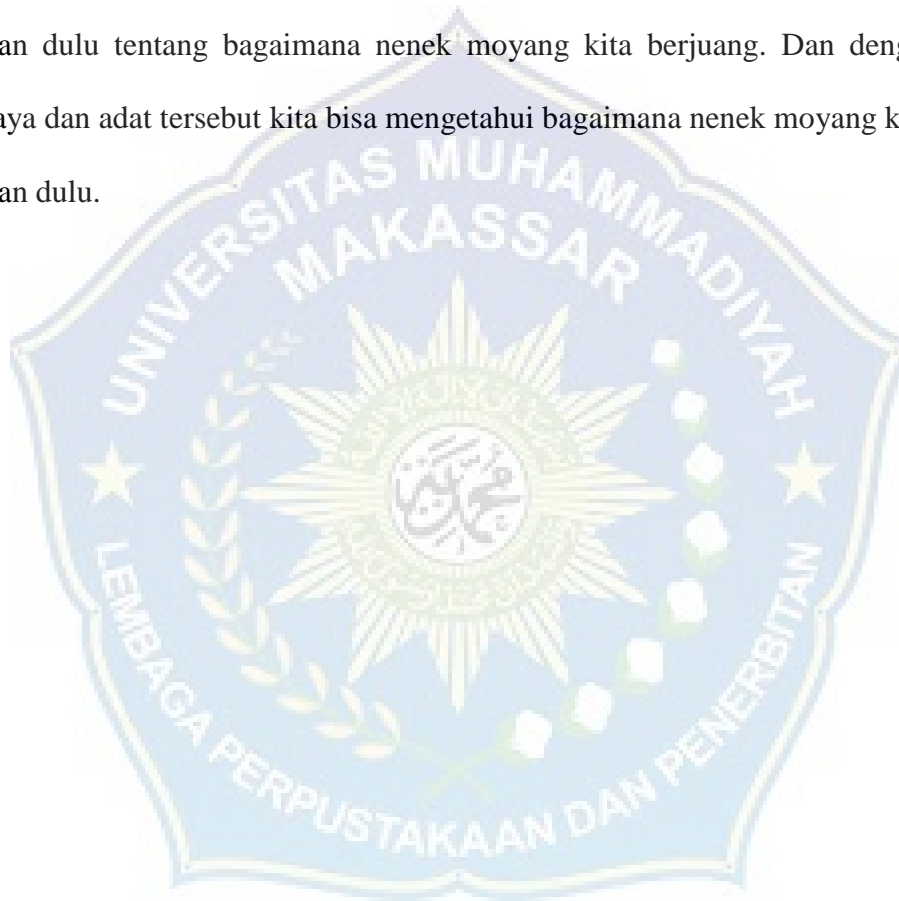 an dulu tentang bagaimana nenek moyang kita berjuang. Dan deng
aya dan adat tersebut kita bisa mengetahui bagaimana nenek moyang k
an dulu.
UNIVERSITAS MUHAMMADIYAH
MAKASSAR
محمدية
LEMBAGA PERPUSTAKAAN DAN PENERBITAN